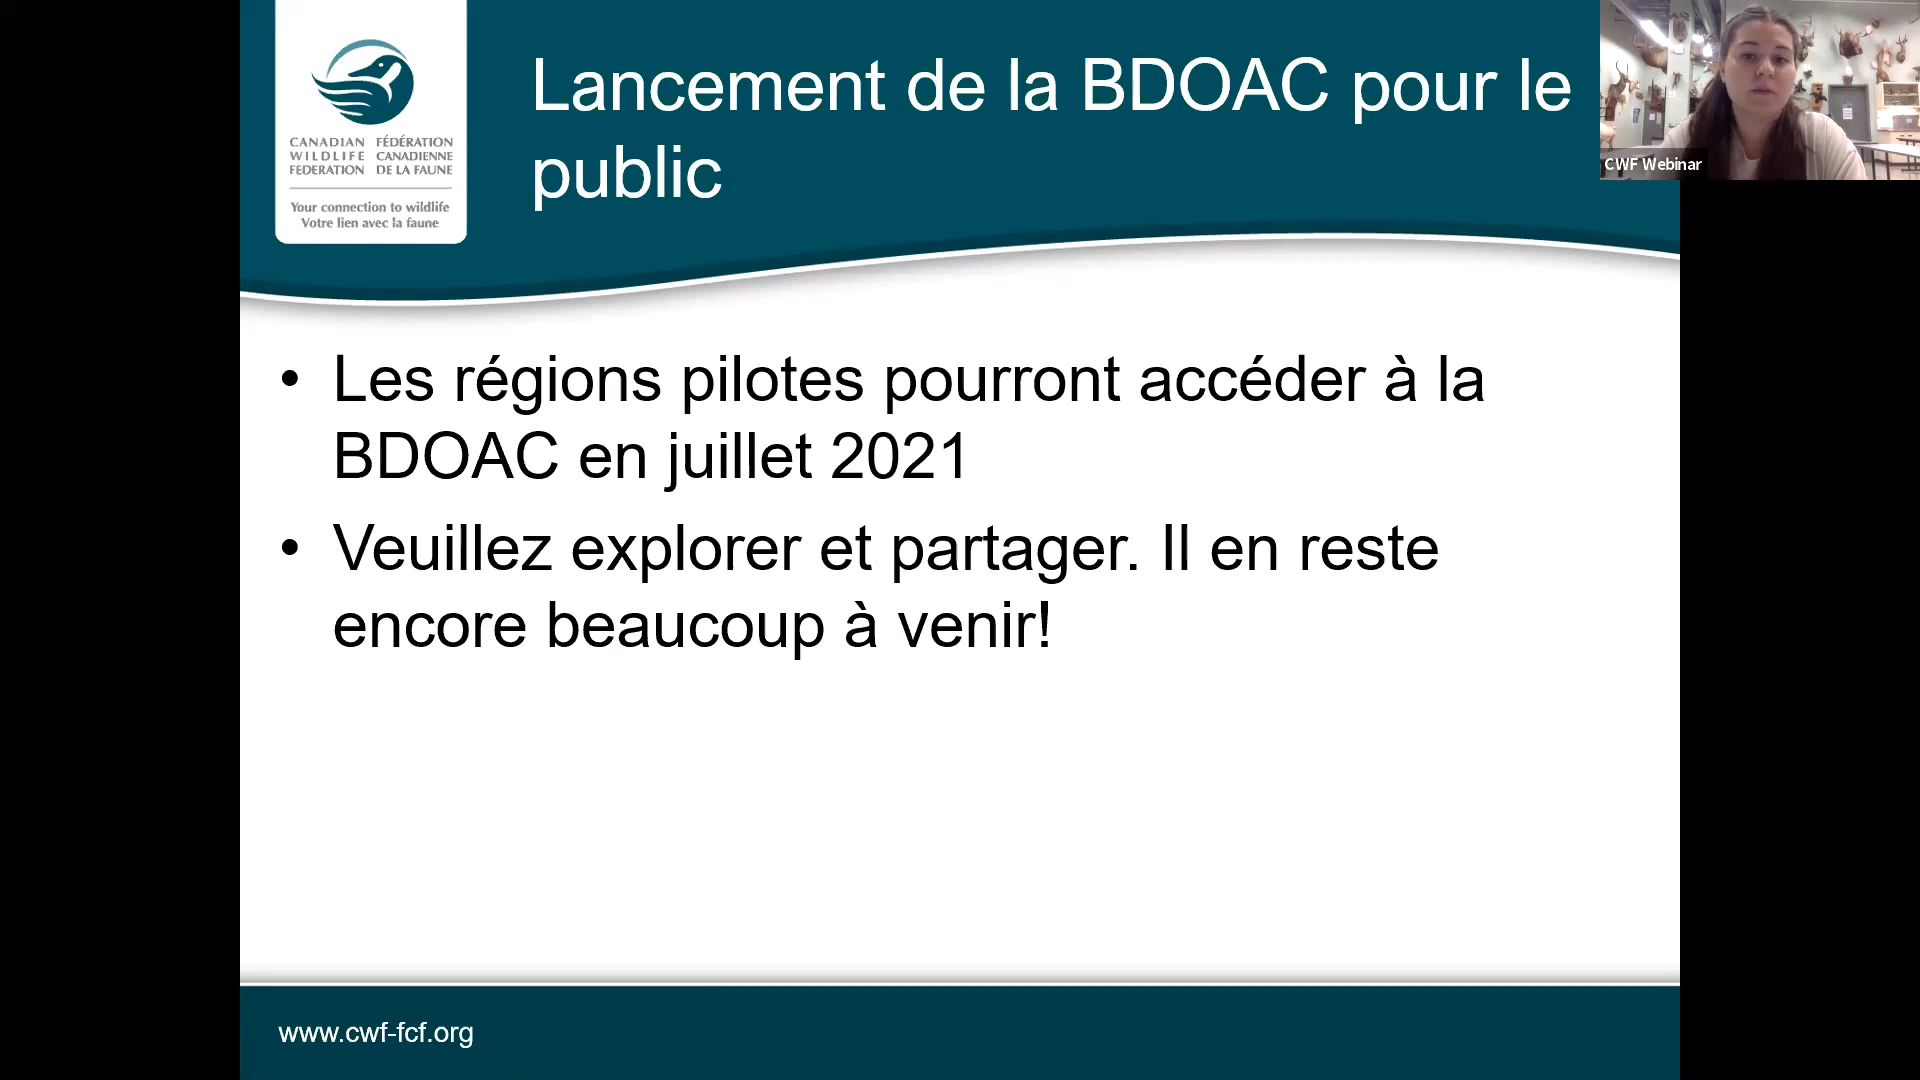 Lancement de la BDOAC pour le
public
CWF Webinar
CANADIAN
WILDLIFE
FEDERATION
FÉDÉRATION
CANADIENNE
DE LA FAUNE
Your connection to wildlife
Votre lien avec la faune
• Les régions pilotes pourront accéder à la
BDOAC en juillet 2021
• Veuillez explorer et partager. Il en reste
encore beaucoup à venir!
www.cwf-fcf.org